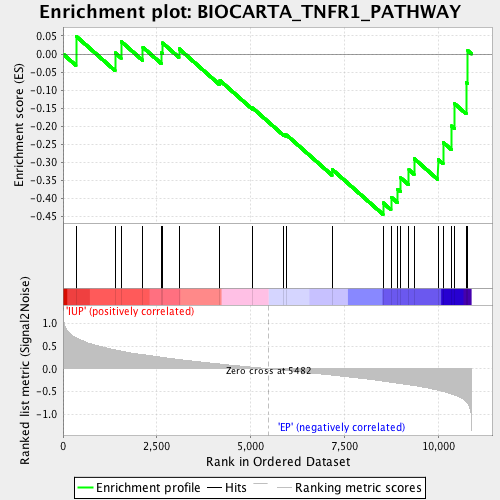 Enrichment plot: BIOCARTA_TNFR1_PATHWAY
Enrichment score (ES)
0.05
0.00
-0.05
-0.10
-0.15
-0.20
-0.25
-0.30
-0.35
-0.40
-0.45
'IUP' (positively correlated)
Ranked list metric (Signal2Noise)
1.0
0.5
0.0
-0.5
-1.0
Zero cross at 5482
'EP' (negatively correlated)
0 2,500 5,000 7,500 10,000
Rank in Ordered Dataset
Enrichment profile Hits Ranking metric scores